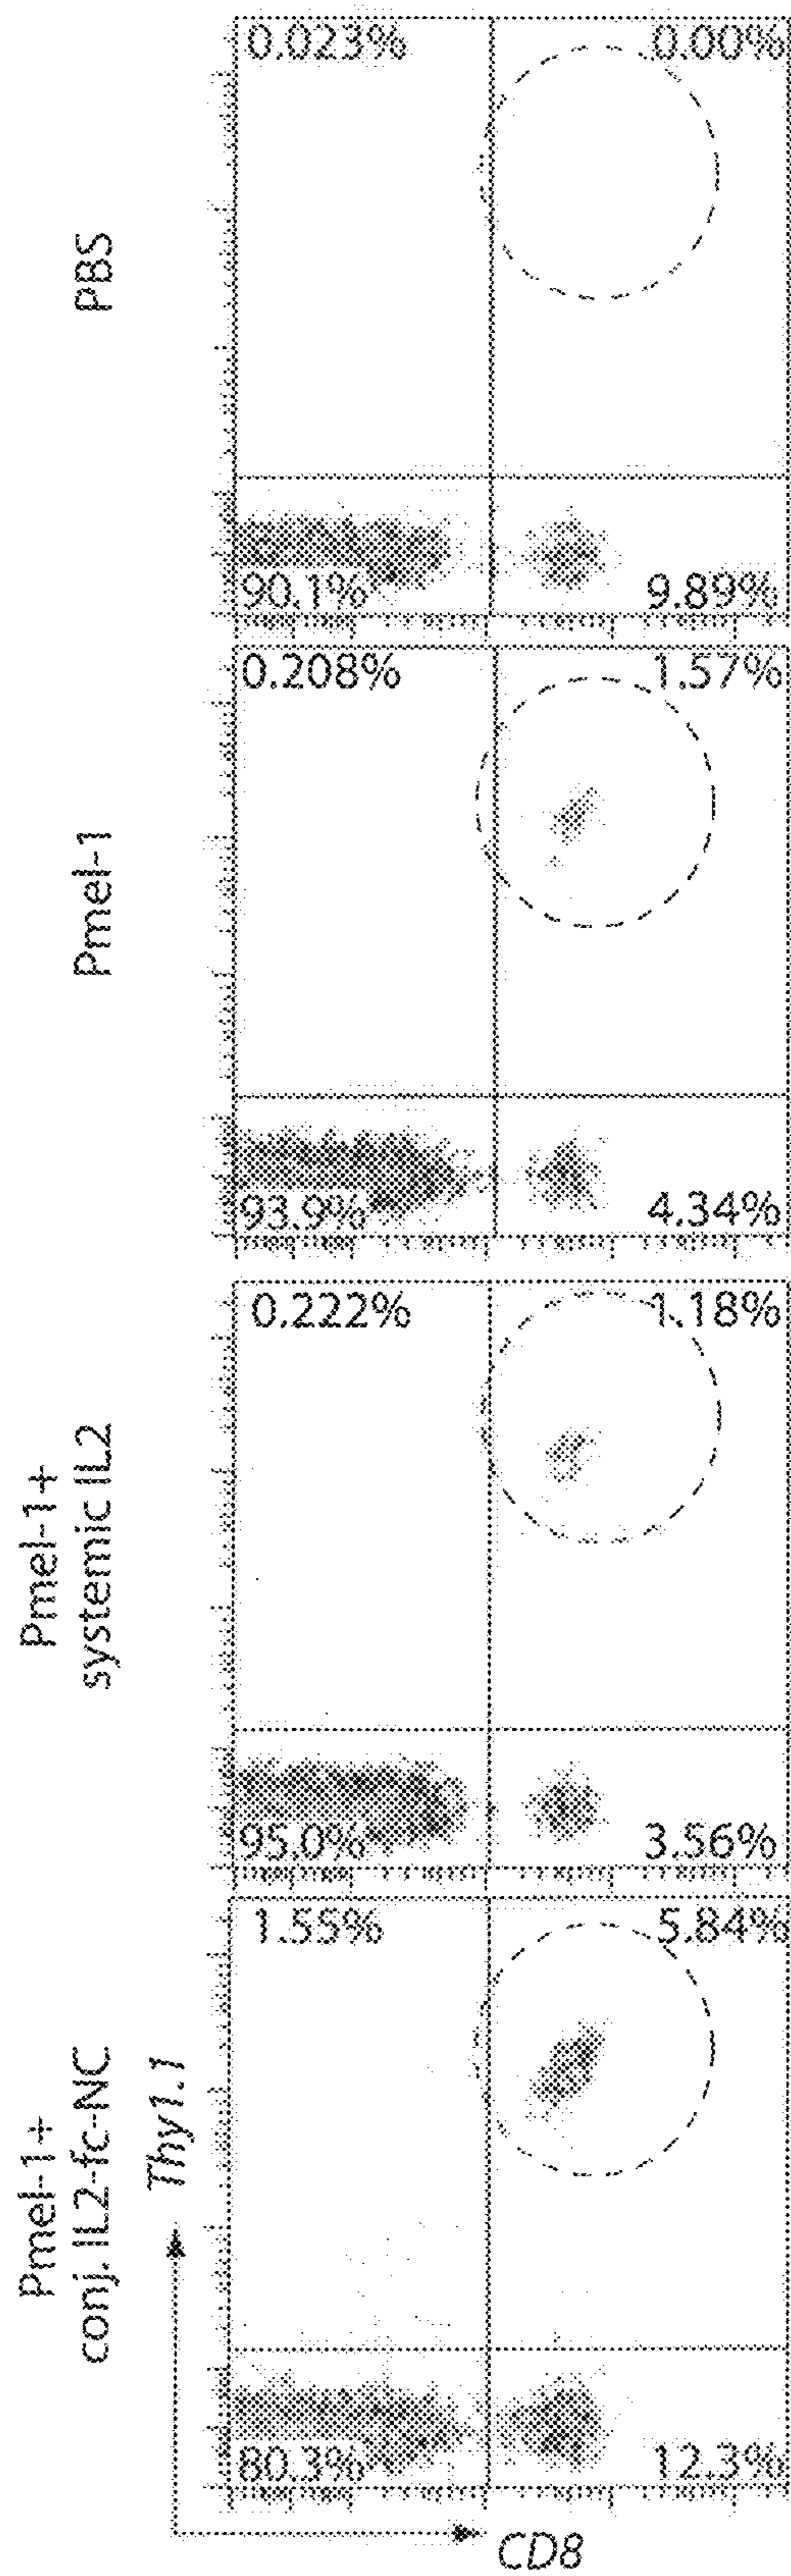 PBS
0.023%
0.00%
90.1%
9.89%
Pmel-1
0.208%
1.57%
93.9%
4.34%
Pmel-1+
systemic IL2
0.222%
1.18%
95.0%
3.56%
Pmel-1+
conj. IL2-fc-NC
1.55%
5.84%
80.3%
12.3%
Thy1.1
CD8